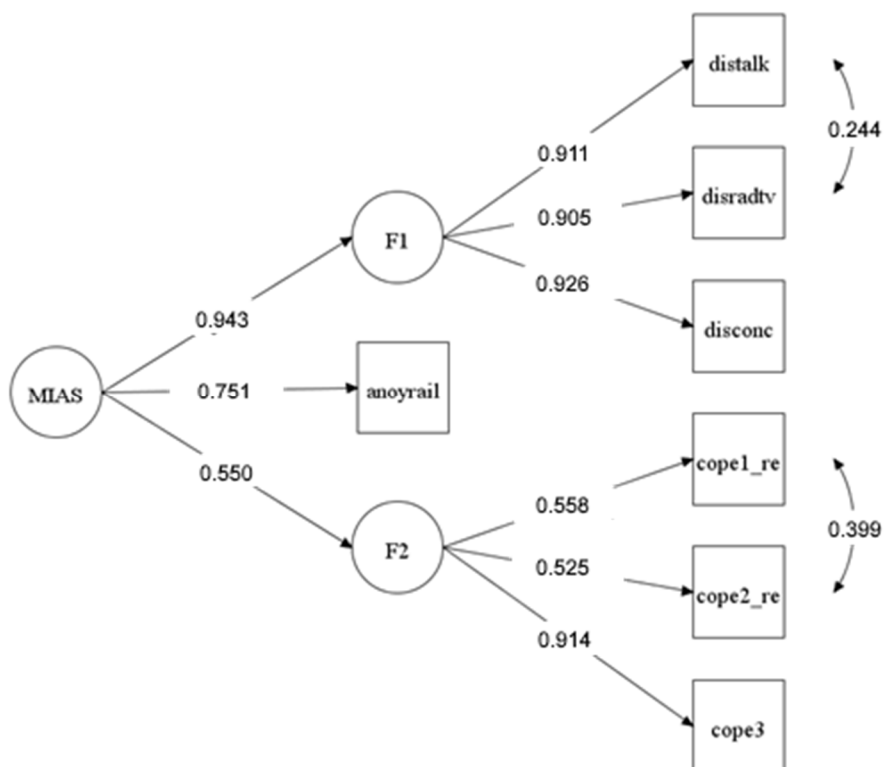 distalk
0.244
0.911
disradtv
0.905
F1
0.926
0.943
disconc
MIAS
0.751
anoyrail
0.550
cope1_re
0.558
0.399
F2
0.525
cope2_re
0.914
cope3